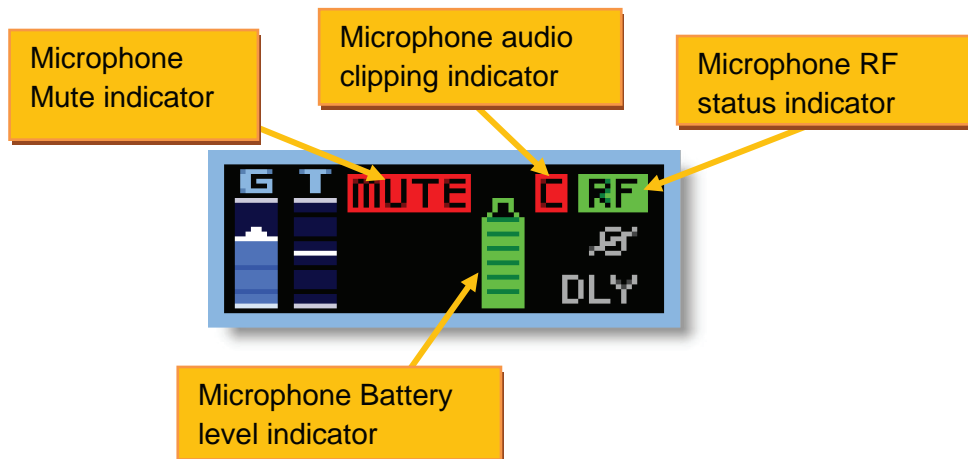 Microphone
Mute indicator
Microphone audio
clipping indicator
Microphone RF
status indicator
G T MUTE C RF
Ø
DLY
Microphone Battery
level indicator